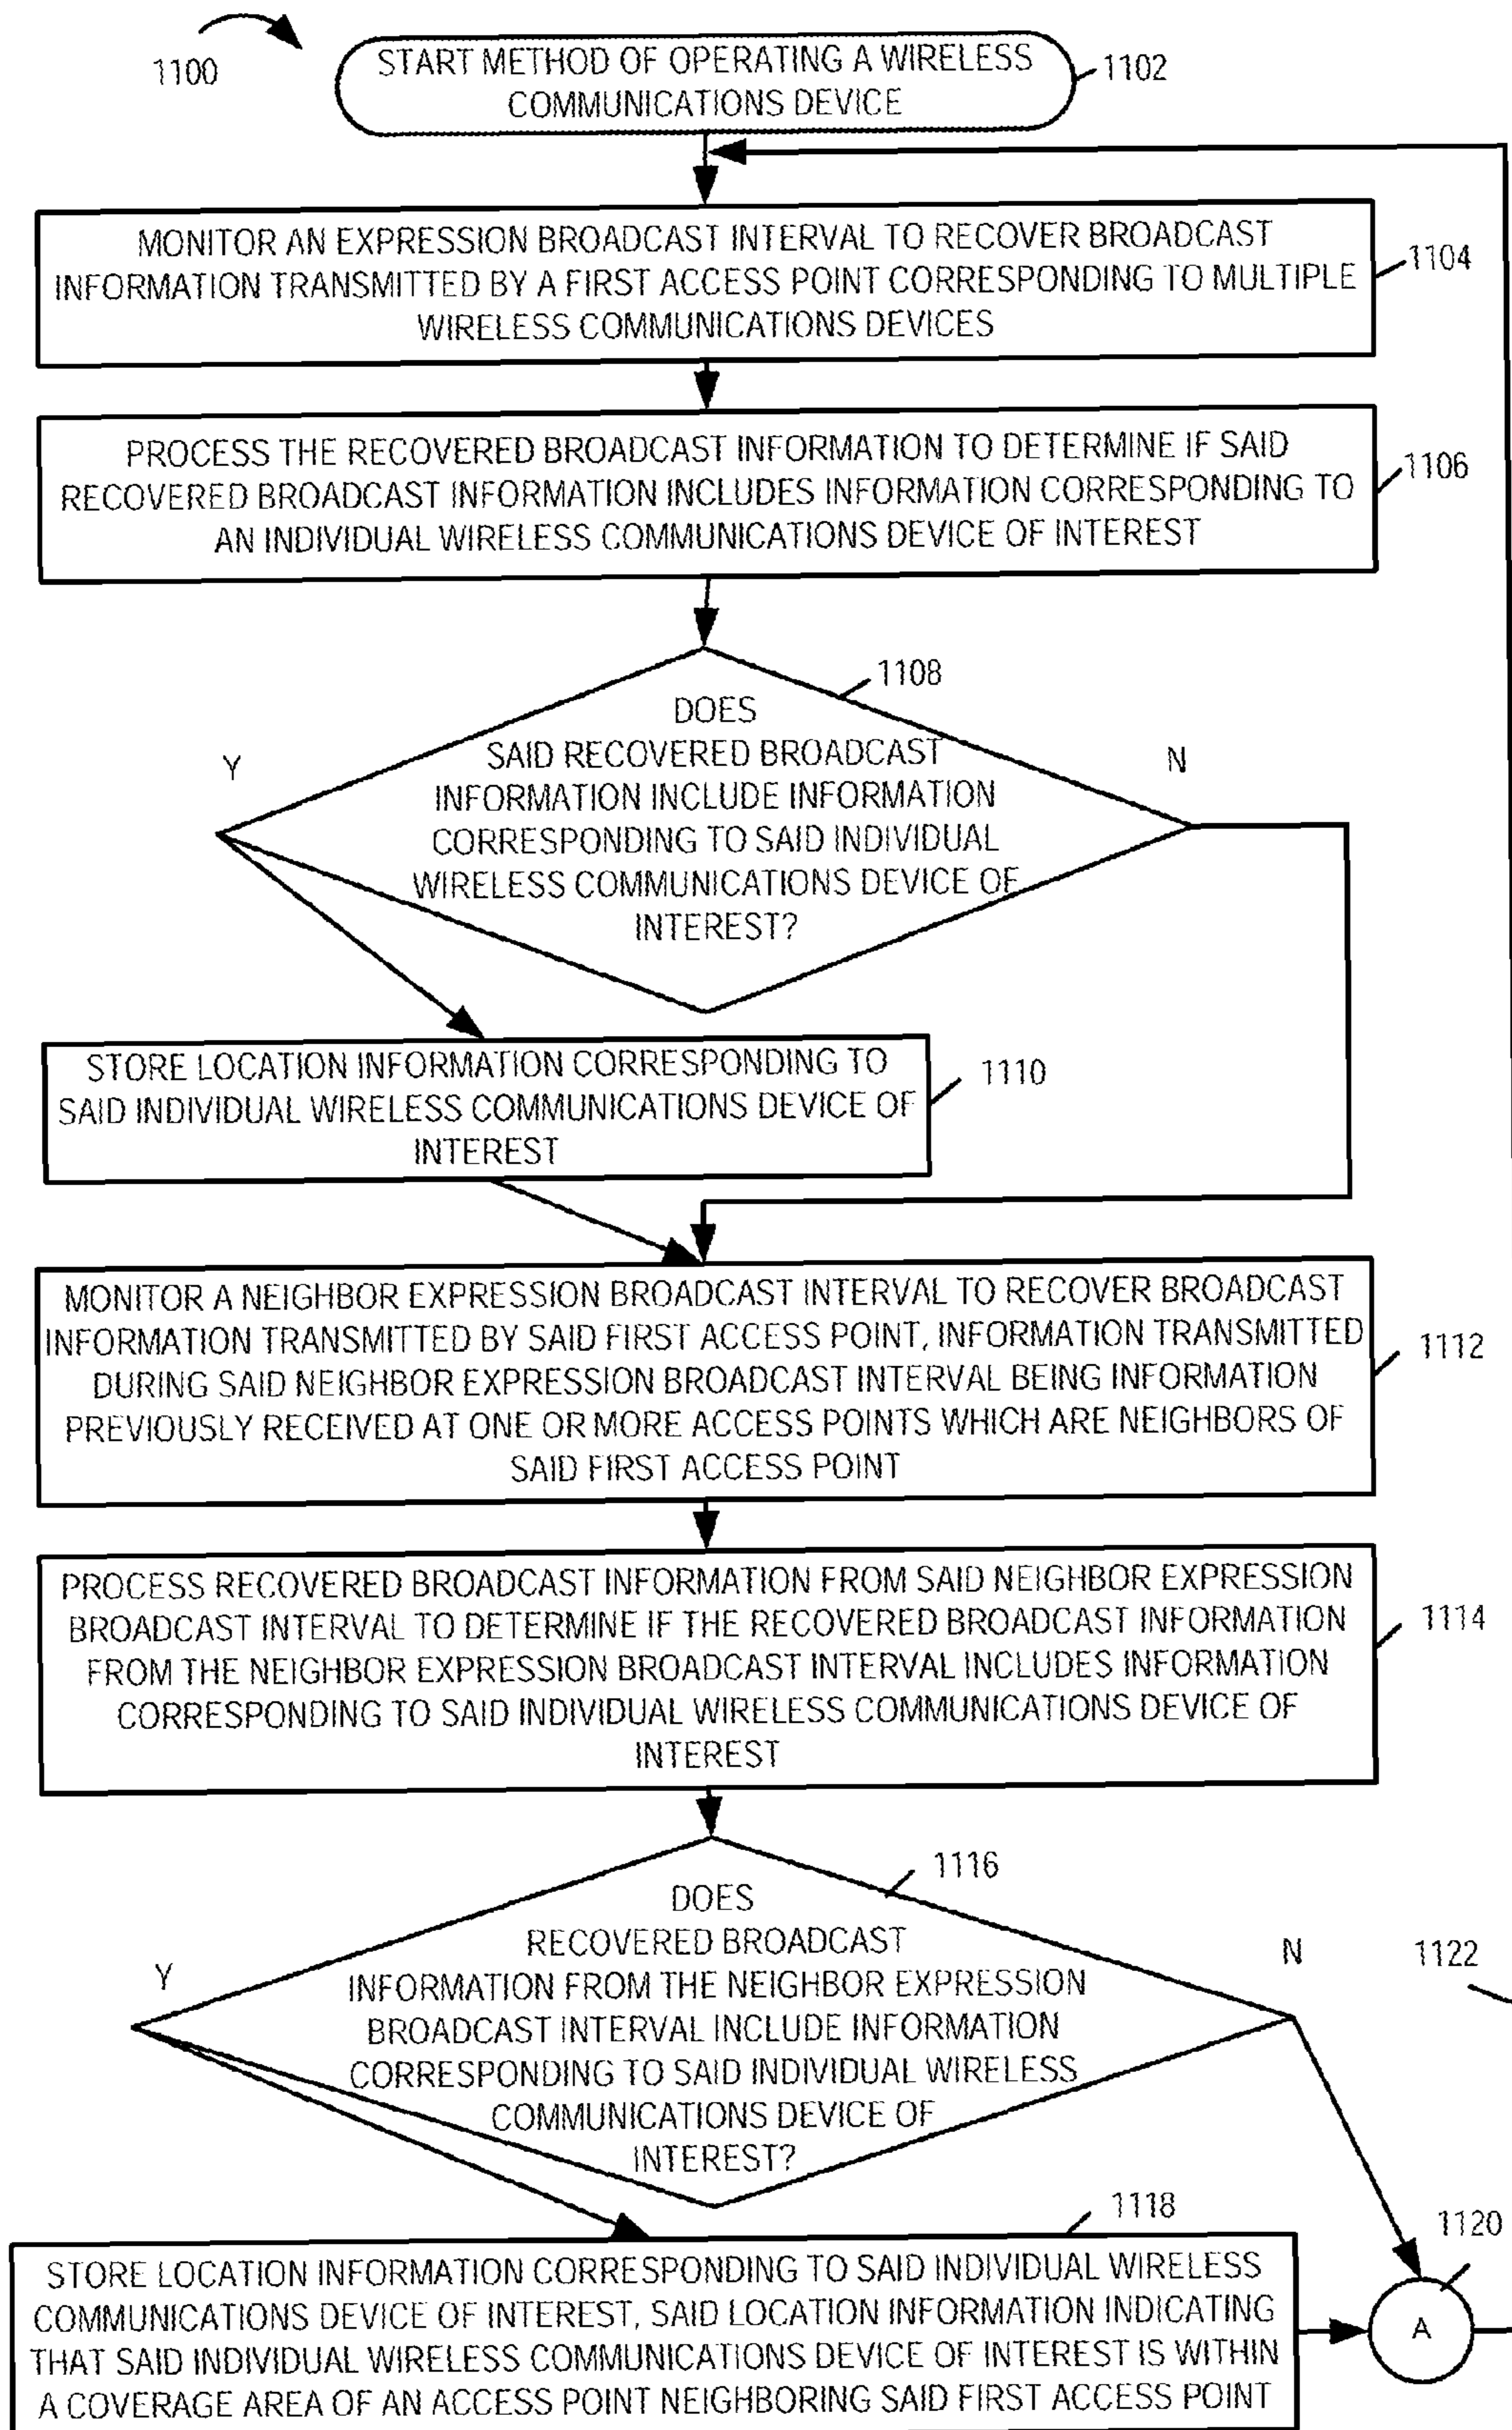 1100
START METHOD OF OPERATING A WIRELESS
COMMUNICATIONS DEVICE
1102
MONITOR AN EXPRESSION BROADCAST INTERVAL TO RECOVER BROADCAST
INFORMATION TRANSMITTED BY A FIRST ACCESS POINT CORRESPONDING TO MULTIPLE
WIRELESS COMMUNICATIONS DEVICES
1104
PROCESS THE RECOVERED BROADCAST INFORMATION TO DETERMINE IF SAID
RECOVERED BROADCAST INFORMATION INCLUDES INFORMATION CORRESPONDING TO
AN INDIVIDUAL WIRELESS COMMUNICATIONS DEVICE OF INTEREST
1106
1108
DOES
SAID RECOVERED BROADCAST
INFORMATION INCLUDE INFORMATION
CORRESPONDING TO SAID INDIVIDUAL
WIRELESS COMMUNICATIONS DEVICE OF
INTEREST?
Y
N
STORE LOCATION INFORMATION CORRESPONDING TO
SAID INDIVIDUAL WIRELESS COMMUNICATIONS DEVICE OF
INTEREST
1110
MONITOR A NEIGHBOR EXPRESSION BROADCAST INTERVAL TO RECOVER BROADCAST
INFORMATION TRANSMITTED BY SAID FIRST ACCESS POINT, INFORMATION TRANSMITTED
DURING SAID NEIGHBOR EXPRESSION BROADCAST INTERVAL BEING INFORMATION
PREVIOUSLY RECEIVED AT ONE OR MORE ACCESS POINTS WHICH ARE NEIGHBORS OF
SAID FIRST ACCESS POINT
1112
PROCESS RECOVERED BROADCAST INFORMATION FROM SAID NEIGHBOR EXPRESSION
BROADCAST INTERVAL TO DETERMINE IF THE RECOVERED BROADCAST INFORMATION
FROM THE NEIGHBOR EXPRESSION BROADCAST INTERVAL INCLUDES INFORMATION
CORRESPONDING TO SAID INDIVIDUAL WIRELESS COMMUNICATIONS DEVICE OF
INTEREST
1114
1116
DOES
RECOVERED BROADCAST
INFORMATION FROM THE NEIGHBOR EXPRESSION
BROADCAST INTERVAL INCLUDE INFORMATION
CORRESPONDING TO SAID INDIVIDUAL WIRELESS
COMMUNICATIONS DEVICE OF
INTEREST?
Y
N
1122
1118
1120
STORE LOCATION INFORMATION CORRESPONDING TO SAID INDIVIDUAL WIRELESS
COMMUNICATIONS DEVICE OF INTEREST, SAID LOCATION INFORMATION INDICATING
THAT SAID INDIVIDUAL WIRELESS COMMUNICATIONS DEVICE OF INTEREST IS WITHIN
A COVERAGE AREA OF AN ACCESS POINT NEIGHBORING SAID FIRST ACCESS POINT
A